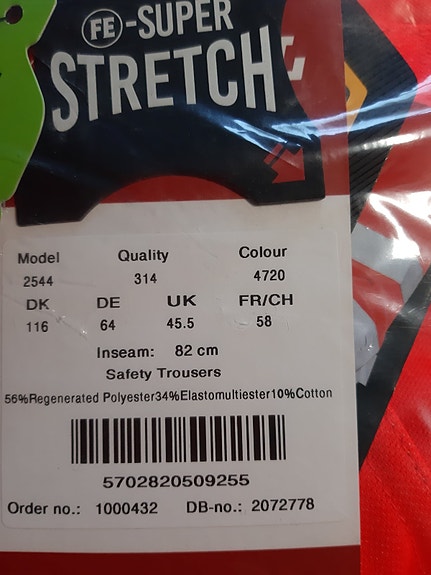 FE-SUPER
STRETCH
Model Quality Colour
2544 314 4720
DK DE UK FR/CH
116 64 45.5 58
Inseam: 82 cm
Safety Trousers
56%Regenerated Polyester34%Elastomultiester10%Cotton
5702820509255
Order no.: 1000432 DB-no.: 2072778